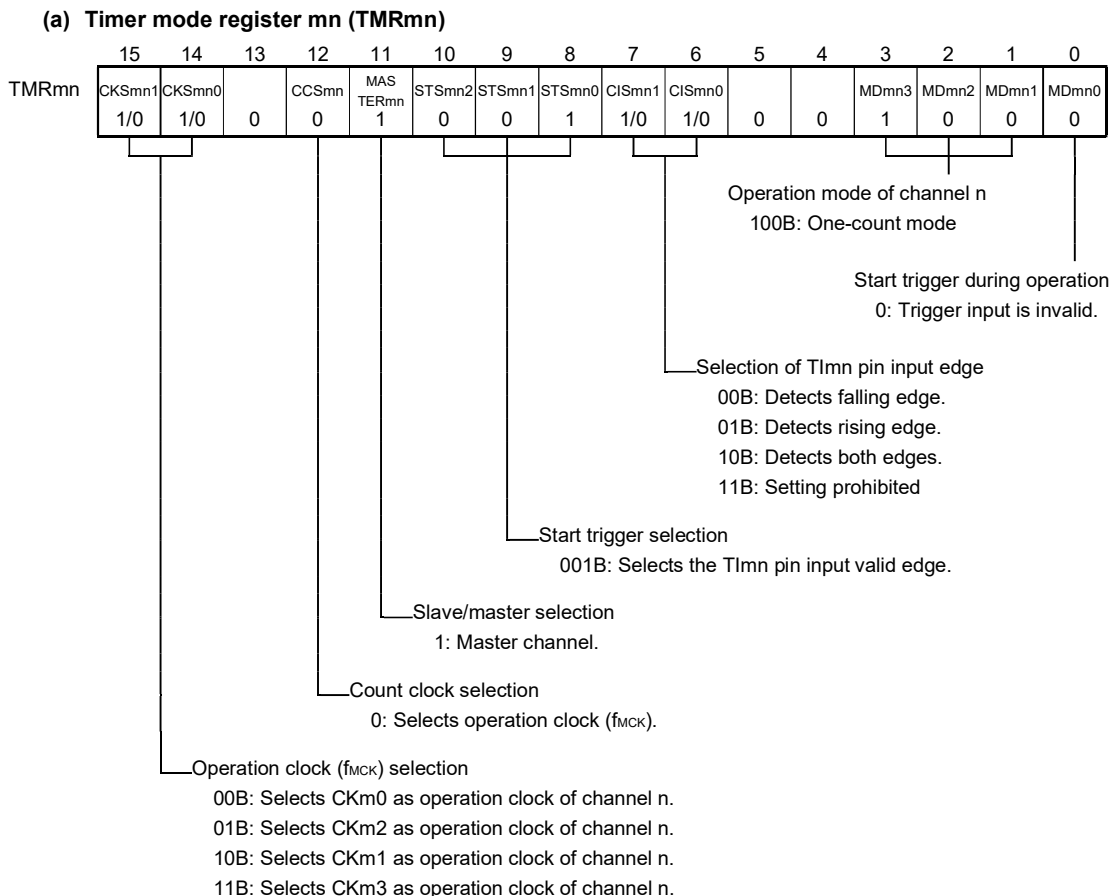 (a) Timer mode register mn (TMRmn)
15 14 13 12 11 10 9 8 7 6 5 4 3 2 1 0
TMRmn CKSmn1 CKSmn0 CCSmn MAS TERmn STSmn2 STSmn1 STSmn0 CISmn1 CISmn0 MDmn3 MDmn2 MDmn1 MDmn0
1/0 1/0 0 0 1 0 0 1 1/0 1/0 0 0 1 0 0 0
Operation mode of channel n
100B: One-count mode
Start trigger during operation
0: Trigger input is invalid.
Selection of TImn pin input edge
00B: Detects falling edge.
01B: Detects rising edge.
10B: Detects both edges.
11B: Setting prohibited
Start trigger selection
001B: Selects the TImn pin input valid edge.
Slave/master selection
1: Master channel.
Count clock selection
0: Selects operation clock (fMCK).
Operation clock (fMCK) selection
00B: Selects CKm0 as operation clock of channel n.
01B: Selects CKm2 as operation clock of channel n.
10B: Selects CKm1 as operation clock of channel n.
11B: Selects CKm3 as operation clock of channel n.